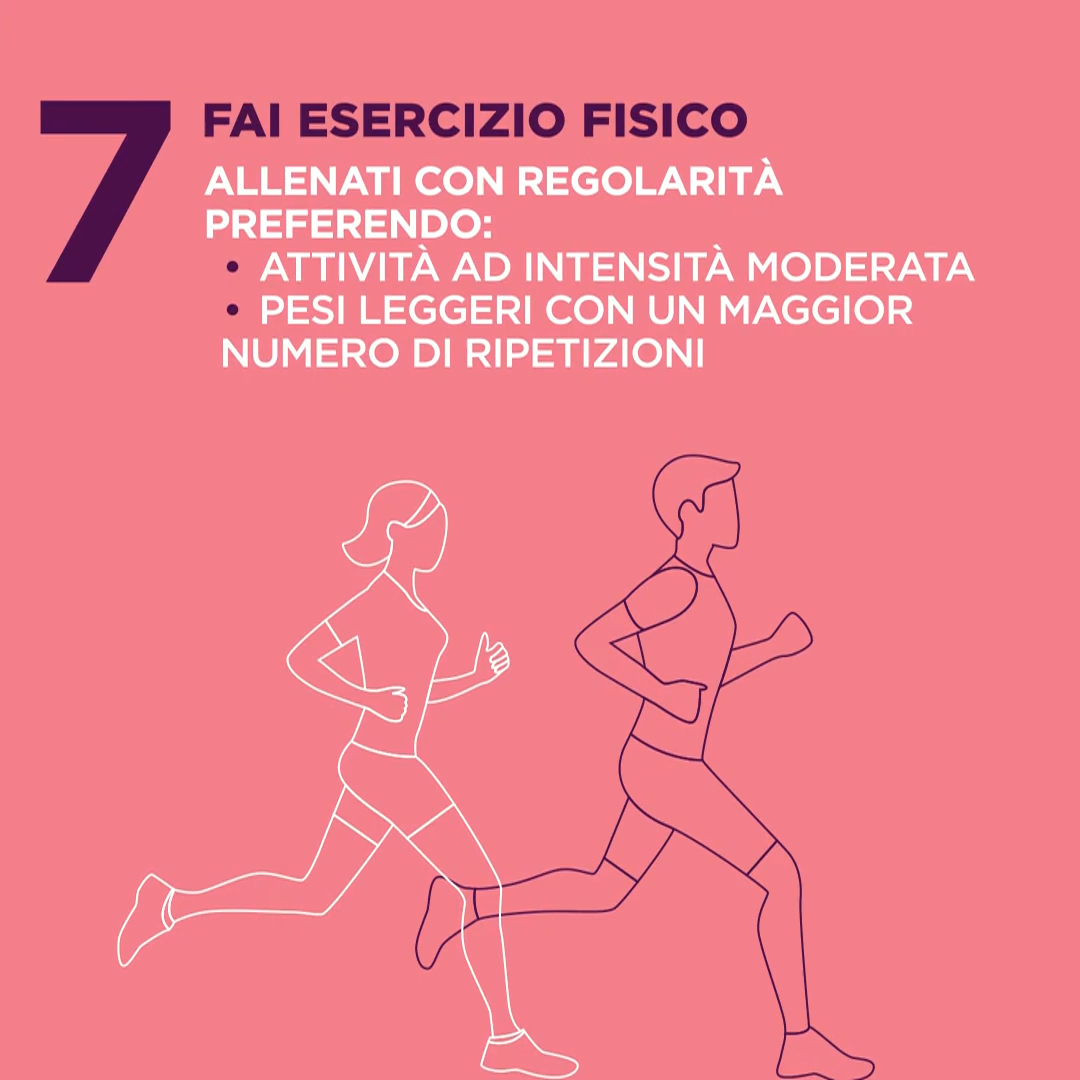 7
FAI ESERCIZIO FISICO
ALLENATI CON REGOLARITÀ
PREFERENDO:
• ATTIVITÀ AD INTENSITÀ MODERATA
• PESI LEGGERI CON UN MAGGIOR
NUMERO DI RIPETIZIONI